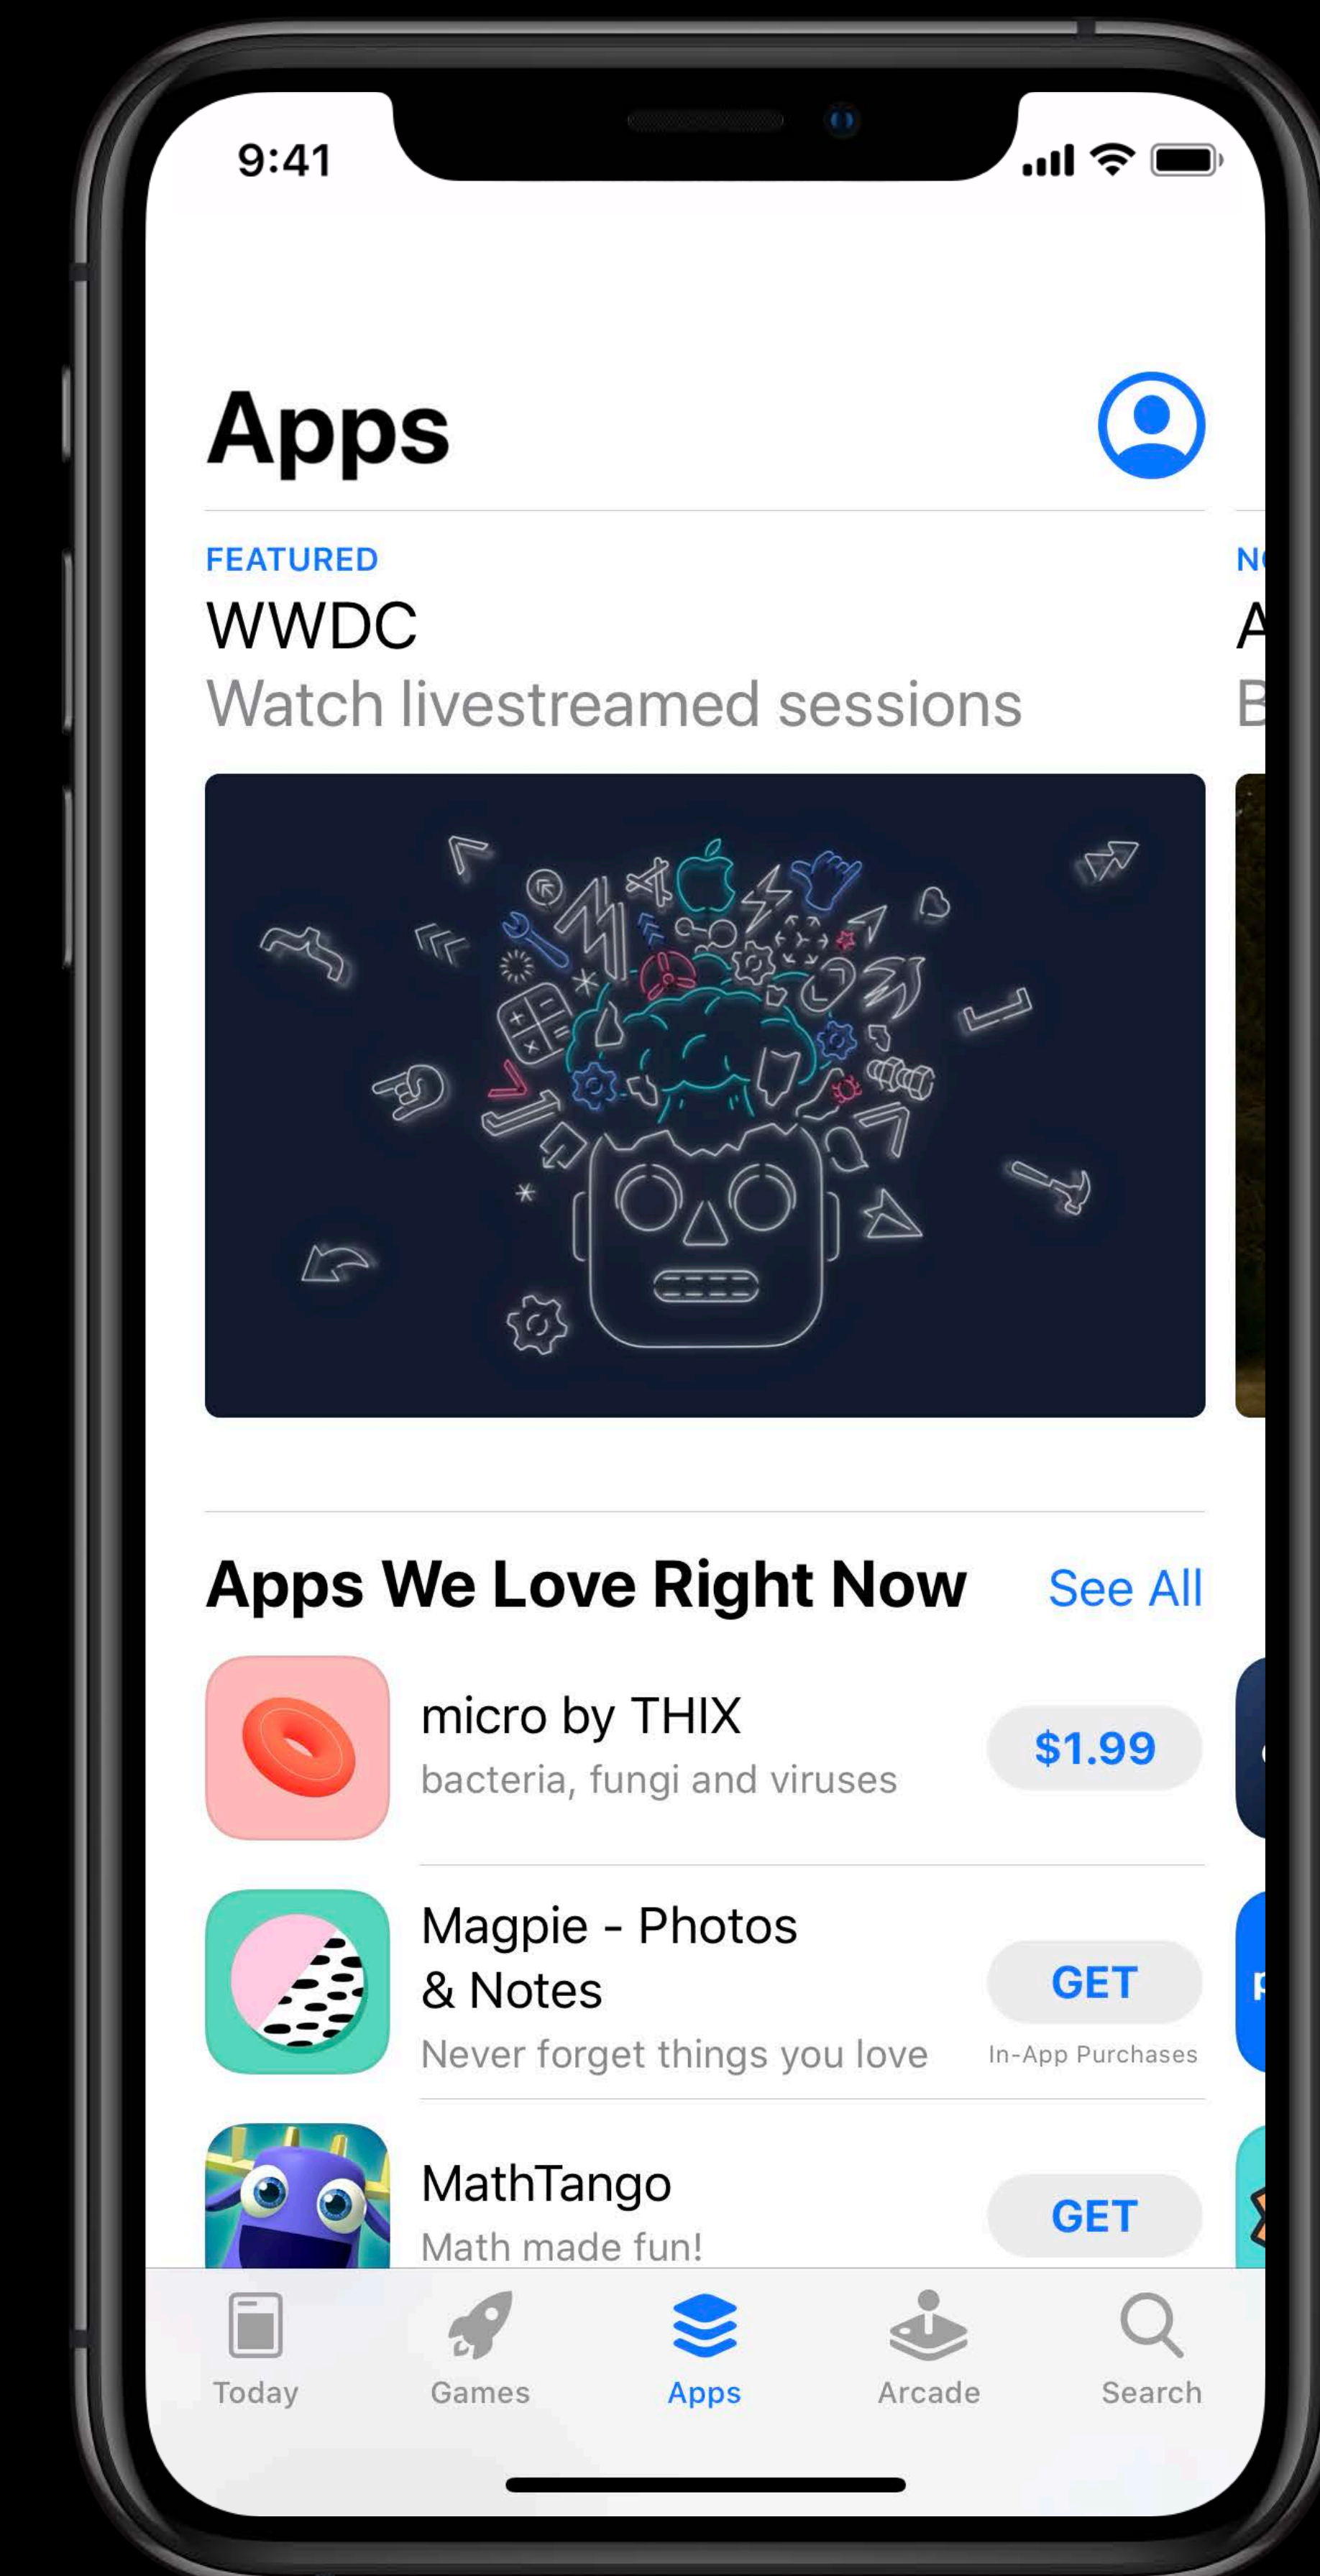 9:41
Apps
FEATURED
WWDC
Watch livestreamed sessions
Apps We Love Right Now
See All
micro by THIX
bacteria, fungi and viruses
$1.99
Magpie - Photos
& Notes
Never forget things you love
GET
In-App Purchases
MathTango
Math made fun!
GET
Today
Games
Apps
Arcade
Search